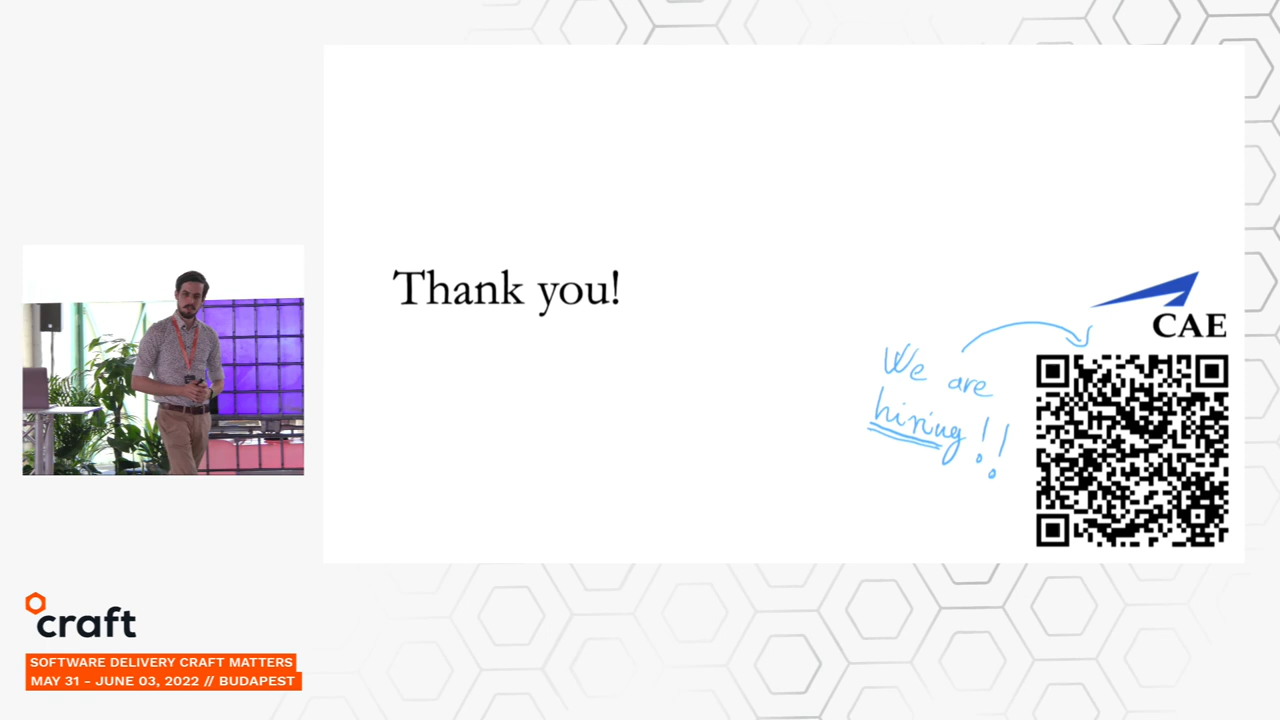 Thank you!
CAE
We are
hiring!!
craft
SOFTWARE DELIVERY CRAFT MATTERS
MAY 31 - JUNE 03, 2022 // BUDAPEST